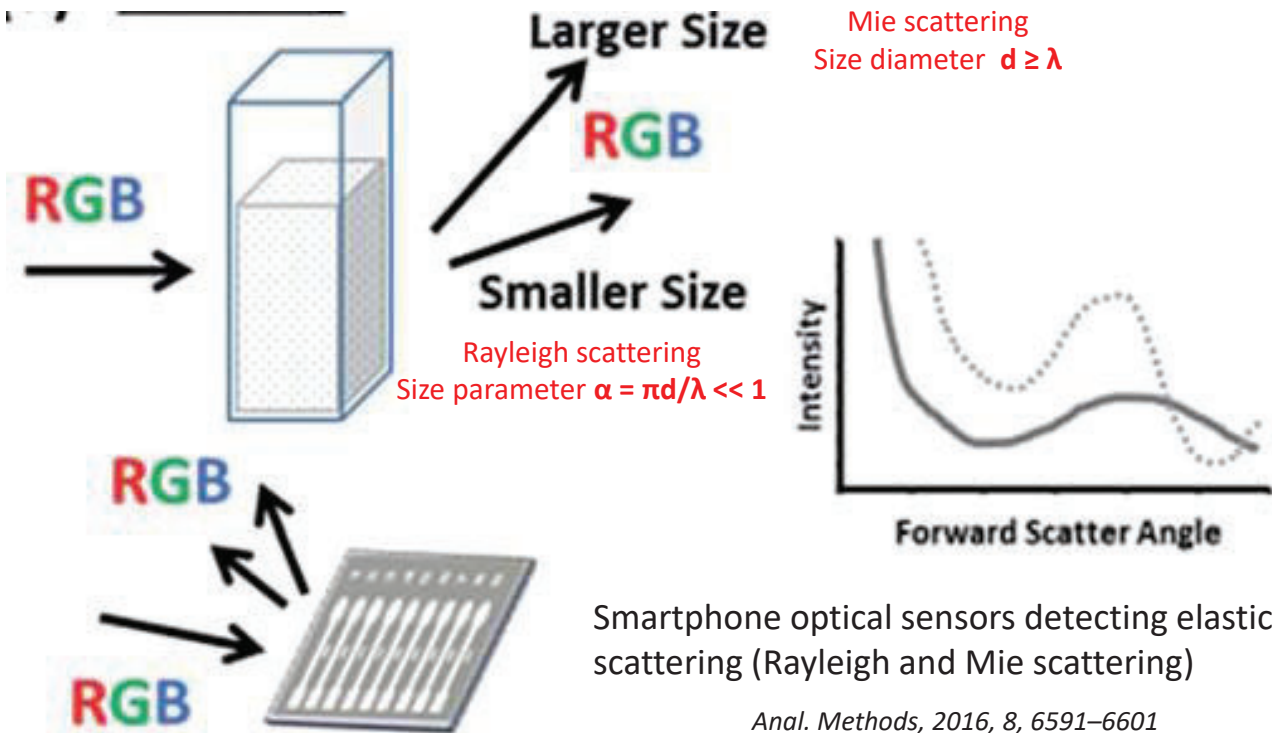 Larger Size
Mie scattering
Size diameter d ≥ λ
RGB
RGB
Smaller Size
Rayleigh scattering
Size parameter α = πd/λ << 1
Intensity
Forward Scatter Angle
RGB
RGB
Smartphone optical sensors detecting elastic
scattering (Rayleigh and Mie scattering)
Anal. Methods, 2016, 8, 6591–6601